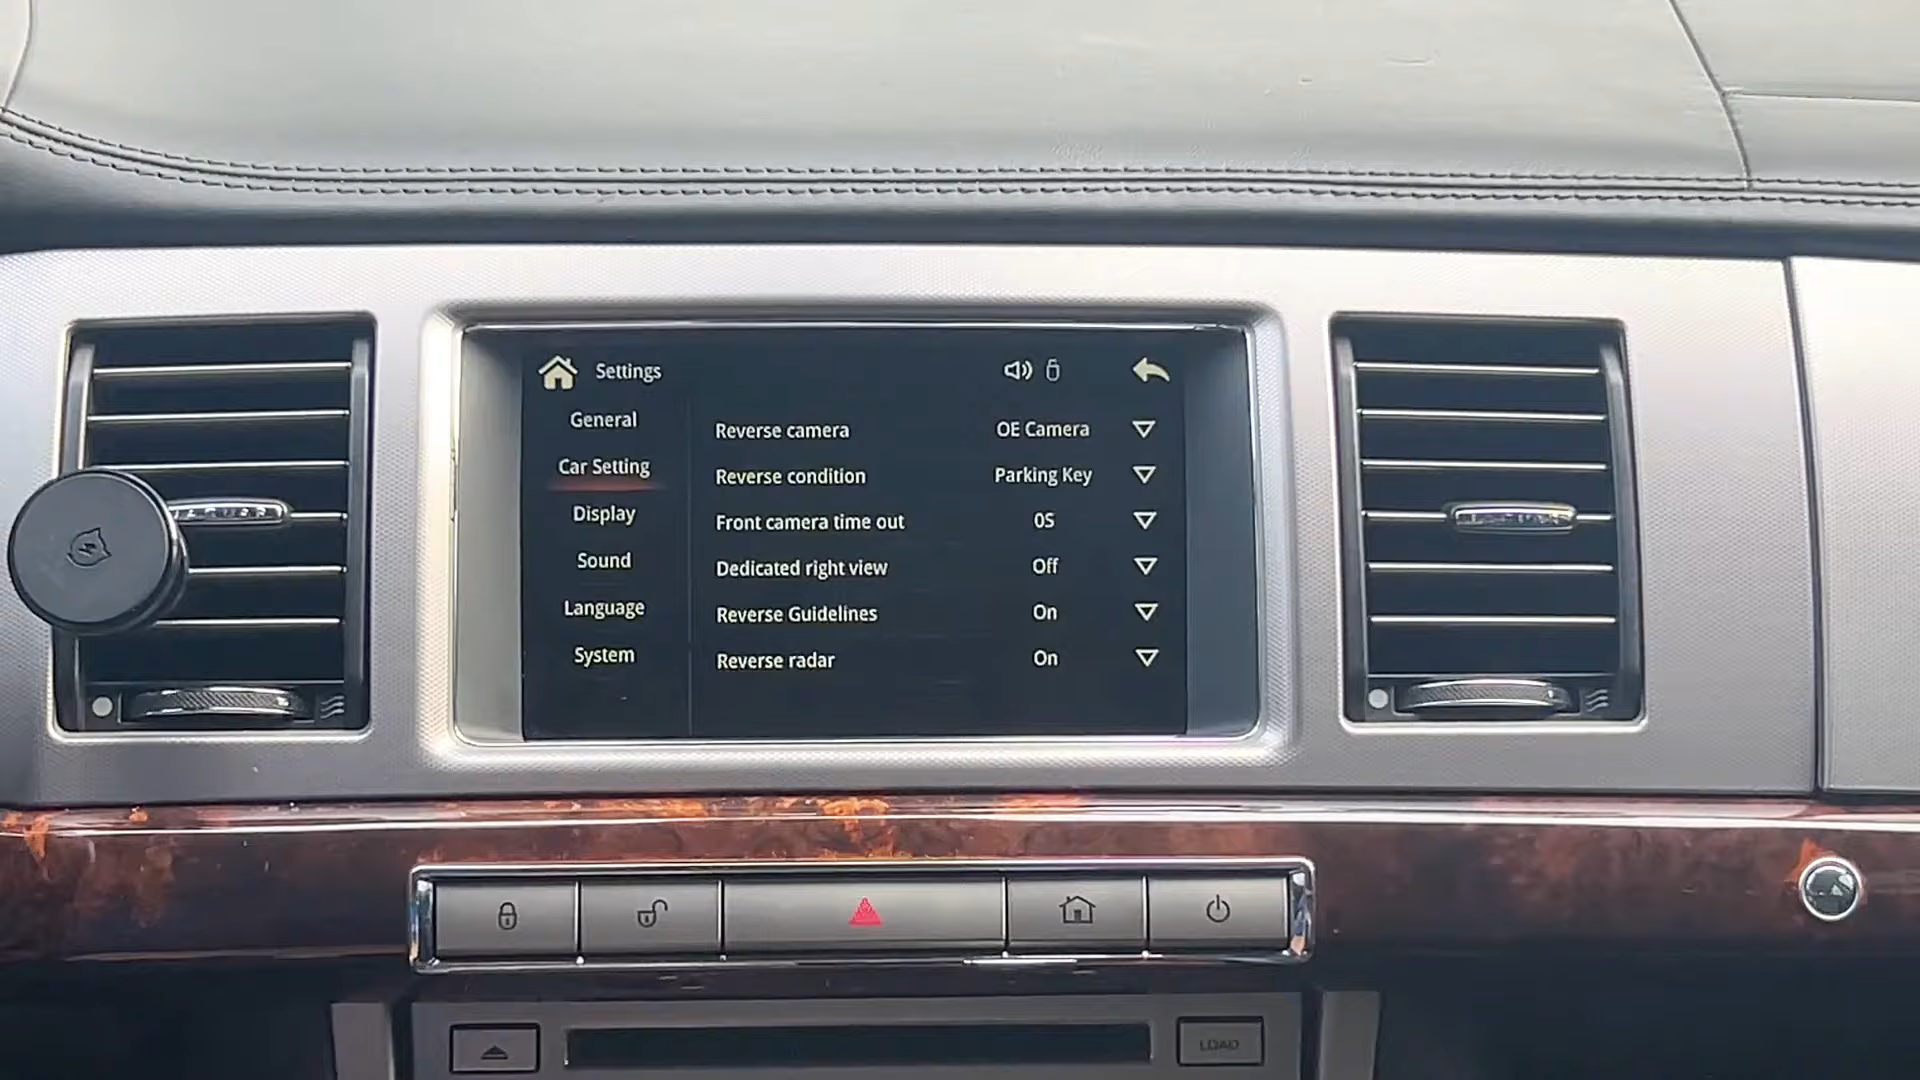 Settings
General
Car Setting
Display
Sound
Language
System
Reverse camera OE Camera
Reverse condition Parking Key
Front camera time out 0S
Dedicated right view Off
Reverse Guidelines On
Reverse radar On
JAGUAR
LOAD